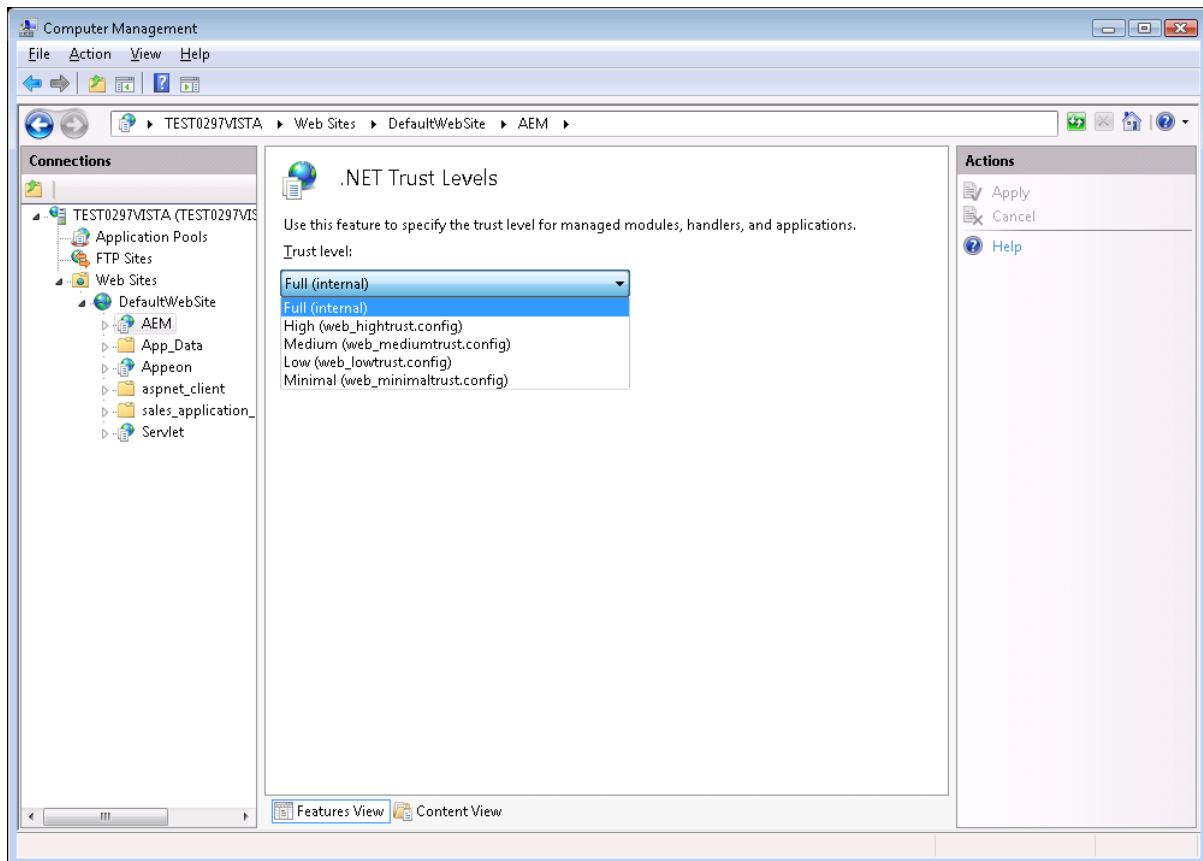 Computer Management
File Action View Help
TEST0297VISTA Web Sites DefaultWebSite AEM
Connections
TEST0297VISTA (TEST0297VIS
Application Pools
FTP Sites
Web Sites
DefaultWebSite
AEM
App_Data
Appeon
aspnet_client
sales_application_
Servlet
.NET Trust Levels
Use this feature to specify the trust level for managed modules, handlers, and applications.
Trust level:
Full (internal)
Full (internal)
High (web_hightrust.config)
Medium (web_mediumtrust.config)
Low (web_lowtrust.config)
Minimal (web_minimaltrust.config)
Features View Content View
Actions
Apply
Cancel
Help